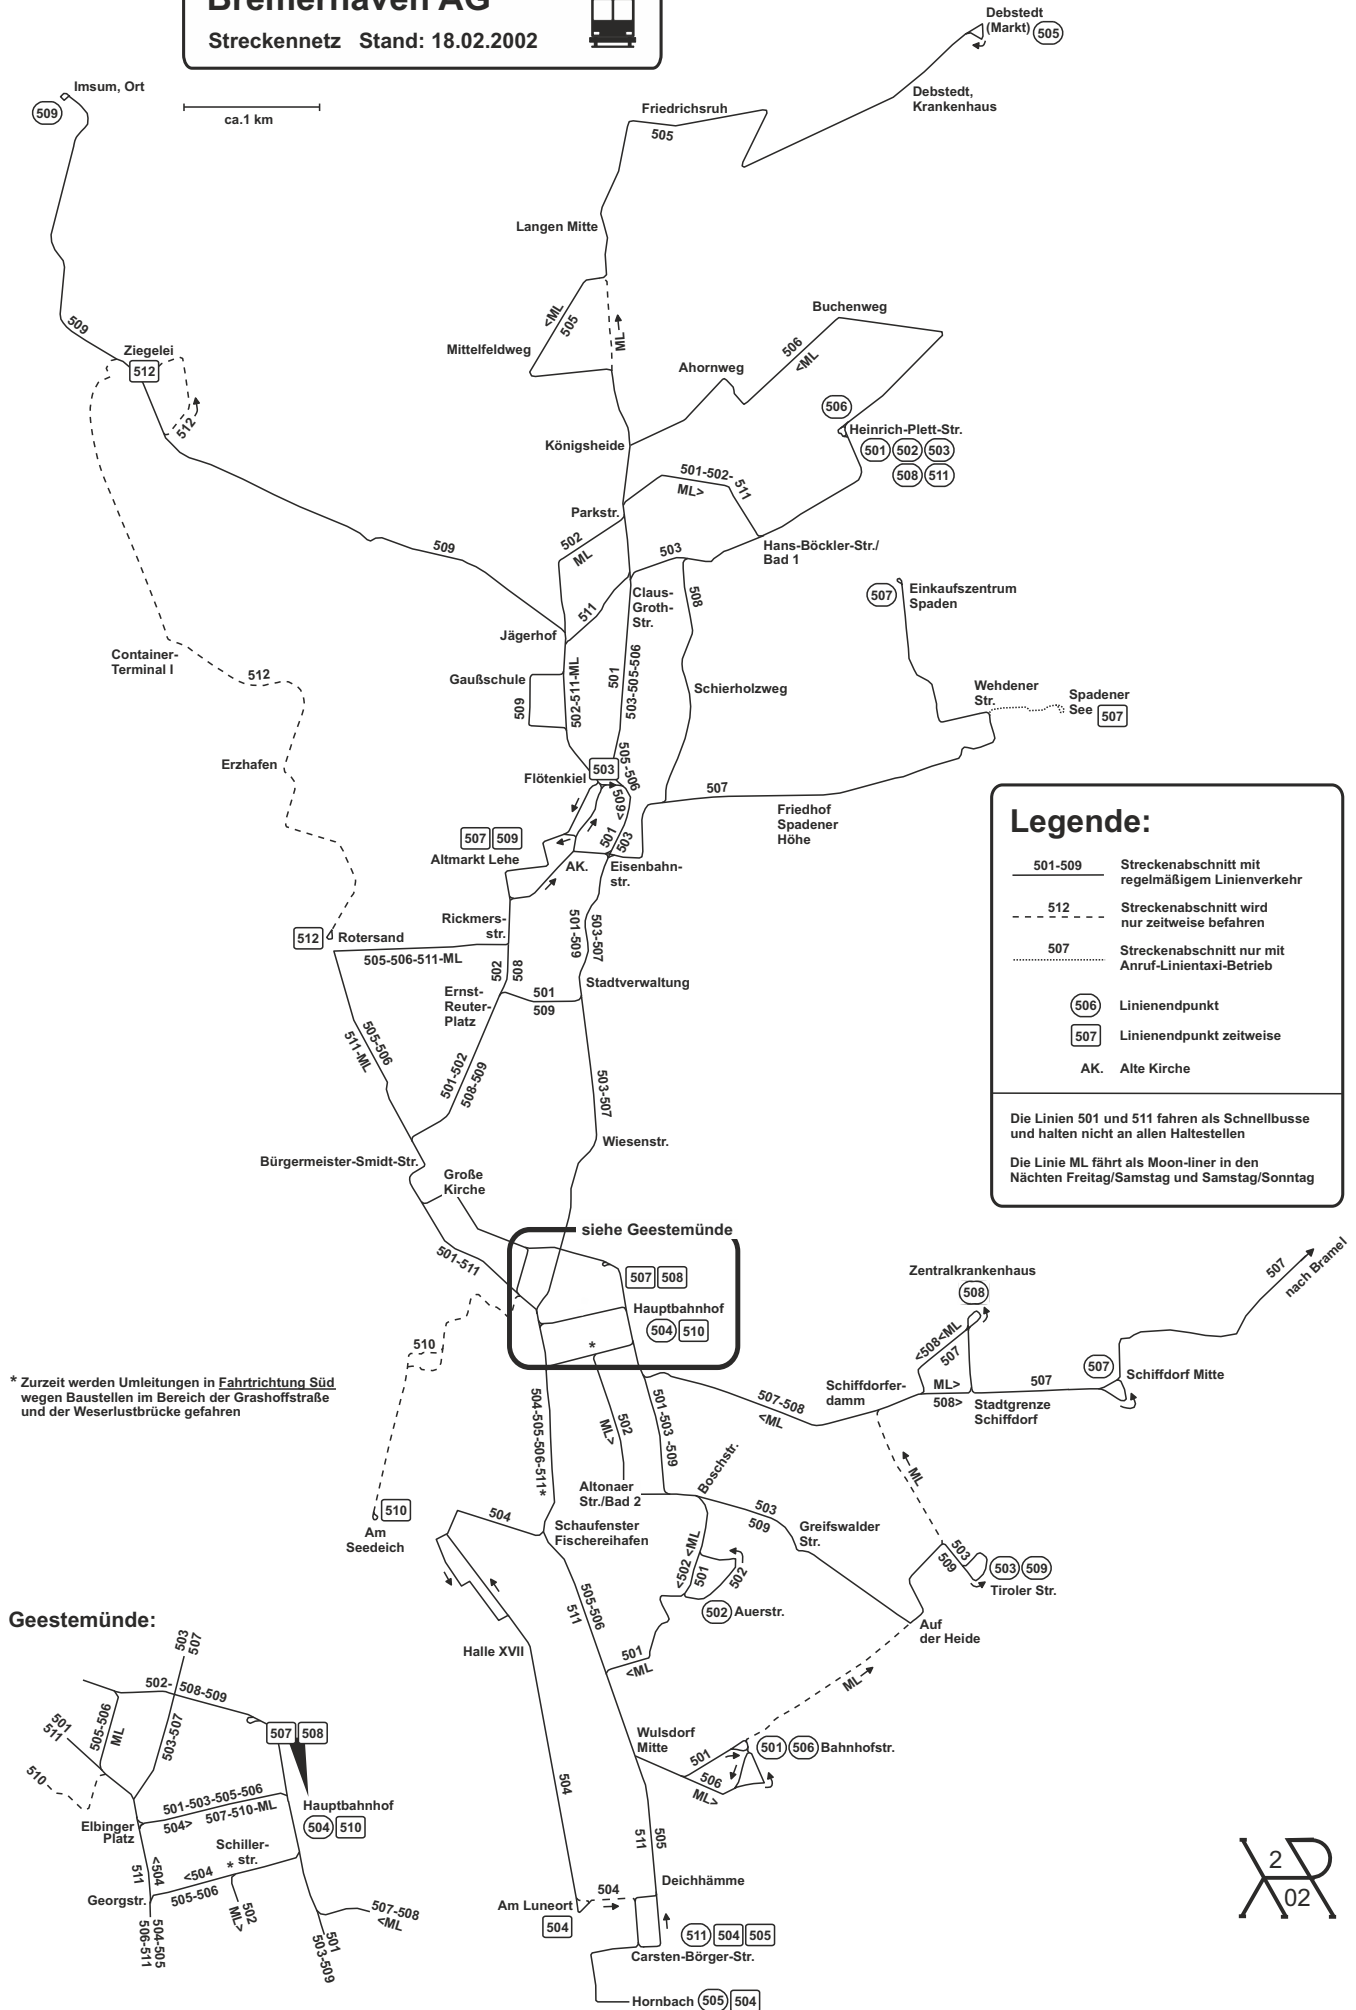 Bremerhaven AG
Streckennetz Stand: 18.02.2002
Debstedt
(Markt) 505
Imsum, Ort
509
ca.1 km
Debstedt,
Krankenhaus
Friedrichsruh
505
Langen Mitte
<ML
505
ML
Buchenweg
509
Ziegelei
512
Mittelfeldweg
506
<ML
Ahornweg
512
506
Heinrich-Plett-Str.
501 502 503
508 511
Königsheide
501-502-511
ML>
Parkstr.
502
ML
509
503
Hans-Böckler-Str./
Bad 1
508
Einkaufszentrum
Spaden
507
Claus-
Groth-
Str.
511
Jägerhof
Container-
Terminal I
512
Gaußschule
509
502-511-ML
501
503-505-506
Schierholzweg
Wehdener
Str.
Spadener
See 507
Erzhafen
Flötenkiel
503
505-506
509<
501
503
507
Friedhof
Spadener
Höhe
507 509
Altmarkt Lehe
AK.
Eisenbahn-
str.
Legende:
501-509
Streckenabschnitt mit
regelmäßigem Linienverkehr
512
Streckenabschnitt wird
nur zeitweise befahren
507
Streckenabschnitt nur mit
Anruf-Linientaxi-Betrieb
506
Linienendpunkt
507
Linienendpunkt zeitweise
AK. Alte Kirche
Die Linien 501 und 511 fahren als Schnellbusse
und halten nicht an allen Haltestellen
Die Linie ML fährt als Moon-liner in den
Nächten Freitag/Samstag und Samstag/Sonntag
Rickmers-
str.
501-509
503-507
512 Rotersand
505-506-511-ML
502
508
Stadtverwaltung
Ernst-
Reuter-
Platz
501
509
505-506
511-ML
501-502
508-509
503-507
Wiesenstr.
Bürgermeister-Smidt-Str.
Große
Kirche
501-511
siehe Geestemünde
507 508
Hauptbahnhof
504 510
*
510
* Zurzeit werden Umleitungen in Fahrtrichtung Süd
wegen Baustellen im Bereich der Grashoffstraße
und der Weserlustbrücke gefahren
Zentralkrankenhaus
508
507
nach Bramel
<508<ML
507
507
Schiffdorf Mitte
Schiffdorfer-
damm
ML>
508>
507
Stadtgrenze
Schiffdorf
507-508
<ML
504-505-506-511*
502
ML>
501-503-509
ML
Boschstr.
Altonaer
Str./Bad 2
503
509
Greifswalder
Str.
510
Am
Seedeich
504
Schaufenster
Fischereihafen
<502<ML
501
502
503
509
503 509
Tiroler Str.
505-506
511
502 Auerstr.
Auf
der Heide
501
<ML
Halle XVII
ML
Wulsdorf
Mitte
501
506
ML>
501 506 Bahnhofstr.
504
511
505
Deichhämme
504
Am Luneort
504
511 504 505
Carsten-Börger-Str.
Hornbach 505 504
Geestemünde:
503
507
502-508-509
501
511
505-506
ML
503-507
507 508
510
501-503-505-506
504> 507-510-ML
Hauptbahnhof
504 510
Elbinger
Platz
Schiller-
str.
*
511
<504
<504
505-506
Georgstr.
502
ML>
504-505
506-511
507-508
<ML
501
503-509
2
02